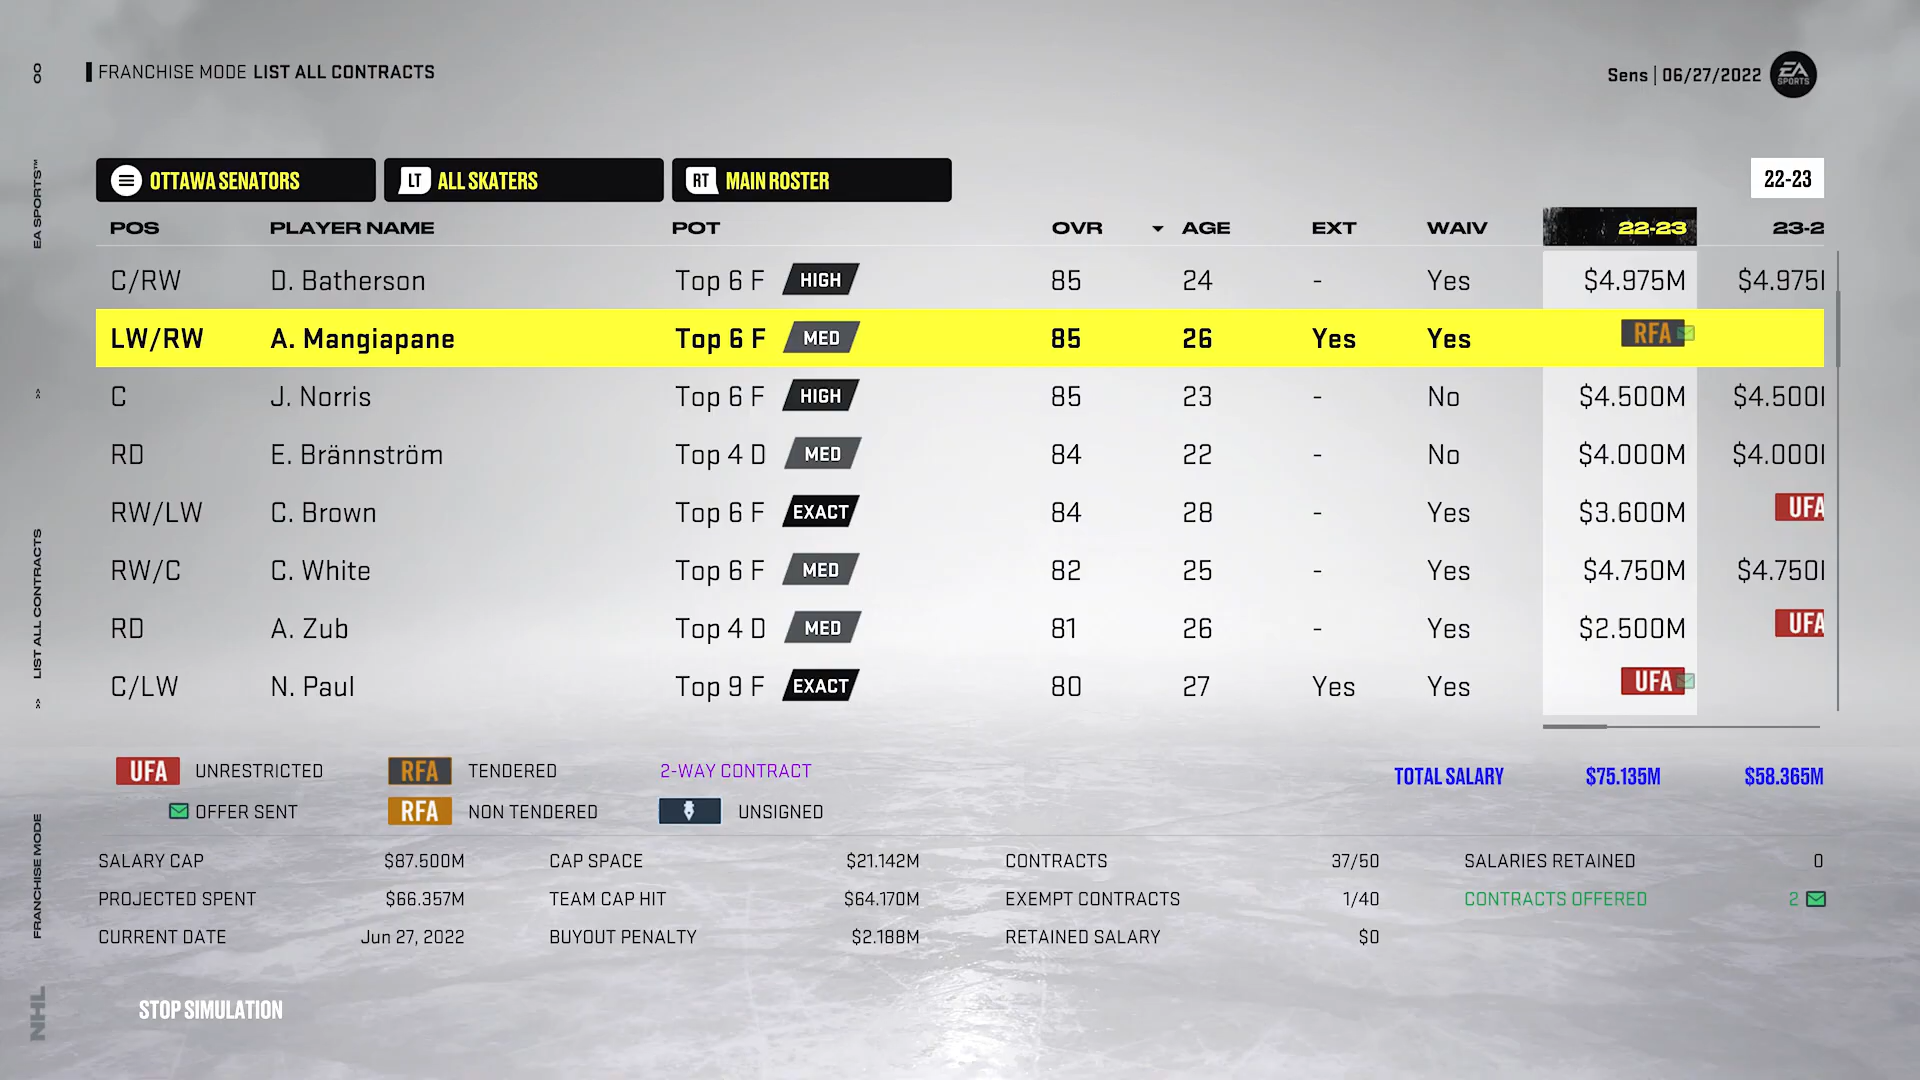 FRANCHISE MODE LIST ALL CONTRACTS
Sens | 06/27/2022
EA SPORTS
OTTAWA SENATORS LT ALL SKATERS RT MAIN ROSTER 22-23
POS PLAYER NAME POT OVR AGE EXT WAIV 22-23 23-2
C/RW D. Batherson Top 6 F HIGH 85 24 - Yes $4.975M $4.975
LW/RW A. Mangiapane Top 6 F MED 85 26 Yes Yes RFA
C J. Norris Top 6 F HIGH 85 23 - No $4.500M $4.500
RD E. Brännström Top 4 D MED 84 22 - No $4.000M $4.000
RW/LW C. Brown Top 6 F EXACT 84 28 - Yes $3.600M UFA
RW/C C. White Top 6 F MED 82 25 - Yes $4.750M $4.750
RD A. Zub Top 4 D MED 81 26 - Yes $2.500M UFA
C/LW N. Paul Top 9 F EXACT 80 27 Yes Yes UFA
UFA UNRESTRICTED RFA TENDERED 2-WAY CONTRACT TOTAL SALARY $75.135M $58.365M
OFFER SENT RFA NON TENDERED UNSIGNED
SALARY CAP $87.500M CAP SPACE $21.142M CONTRACTS 37/50 SALARIES RETAINED 0
PROJECTED SPENT $66.357M TEAM CAP HIT $64.170M EXEMPT CONTRACTS 1/40 CONTRACTS OFFERED 2
CURRENT DATE Jun 27, 2022 BUYOUT PENALTY $2.188M RETAINED SALARY $0
STOP SIMULATION
NHL
FRANCHISE MODE >> LIST ALL CONTRACTS >>
EA SPORTS™